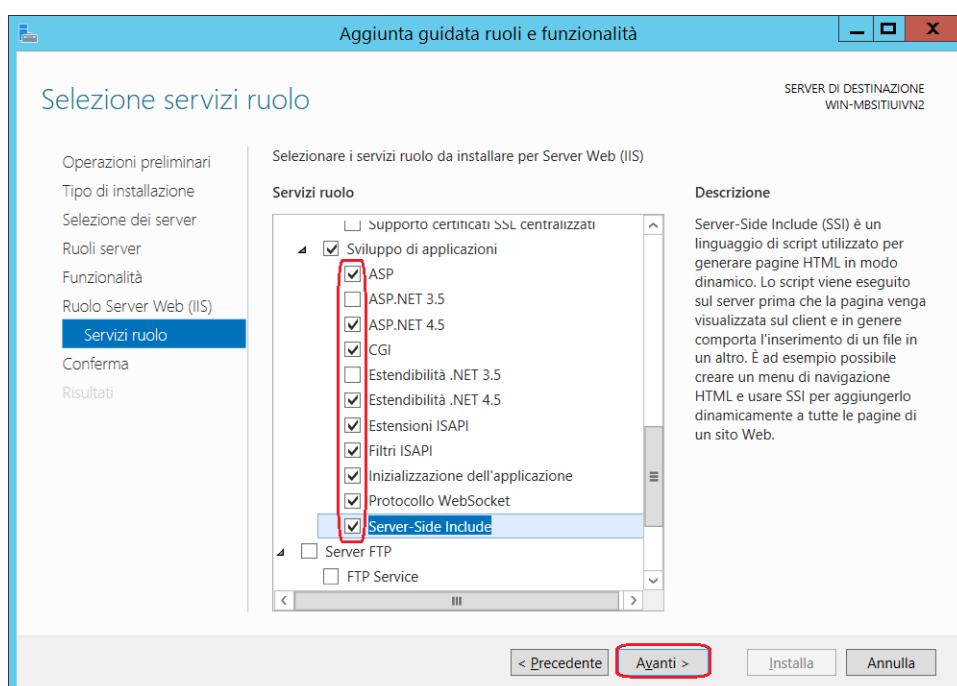 Aggiunta guidata ruoli e funzionalità
Selezione servizi ruolo
SERVER DI DESTINAZIONE
WIN-MBSITIUIVN2
Operazioni preliminari
Tipo di installazione
Selezione dei server
Ruoli server
Funzionalità
Ruolo Server Web (IIS)
Servizi ruolo
Conferma
Risultati
Selezionare i servizi ruolo da installare per Server Web (IIS)
Servizi ruolo
Supporto certificati SSL centralizzati
Sviluppo di applicazioni
ASP
ASP.NET 3.5
ASP.NET 4.5
CGI
Estendibilità .NET 3.5
Estendibilità .NET 4.5
Estensioni ISAPI
Filtri ISAPI
Inizializzazione dell'applicazione
Protocollo WebSocket
Server-Side Include
Server FTP
FTP Service
Descrizione
Server-Side Include (SSI) è un
linguaggio di script utilizzato per
generare pagine HTML in modo
dinamico. Lo script viene eseguito
sul server prima che la pagina venga
visualizzata sul client e in genere
comporta l'inserimento di un file in
un altro. È ad esempio possibile
creare un menu di navigazione
HTML e usare SSI per aggiungerlo
dinamicamente a tutte le pagine di
un sito Web.
< Precedente
Avanti >
Installa
Annulla